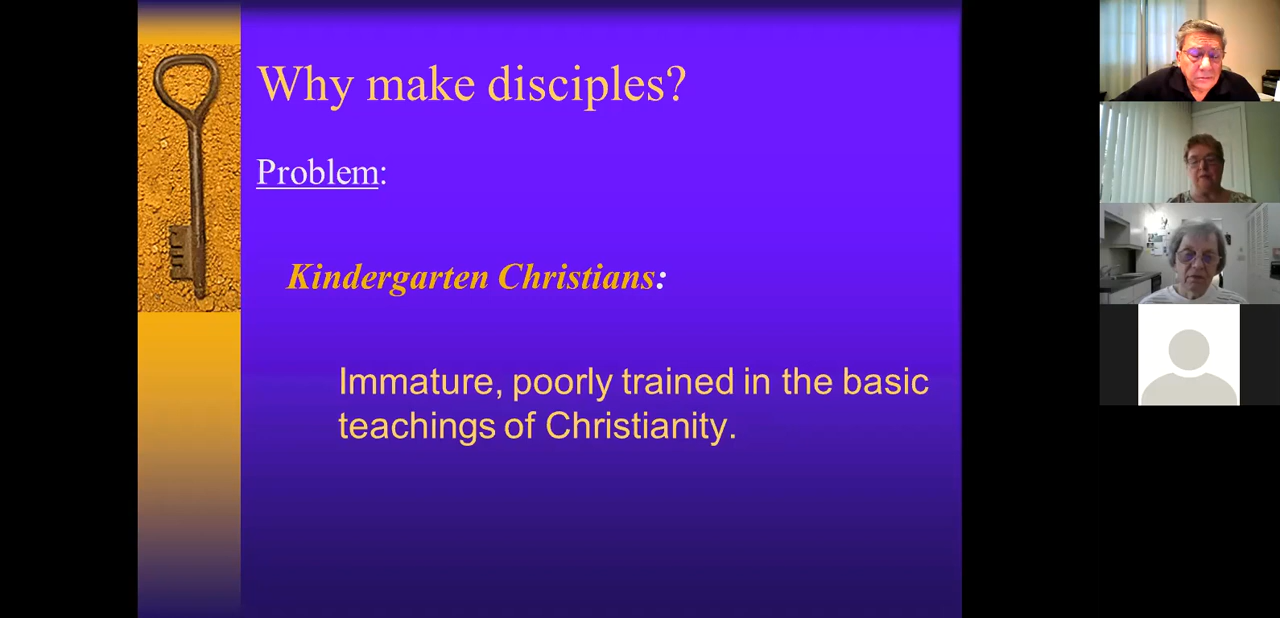 Why make disciples?
Problem:
Kindergarten Christians:
Immature, poorly trained in the basic
teachings of Christianity.